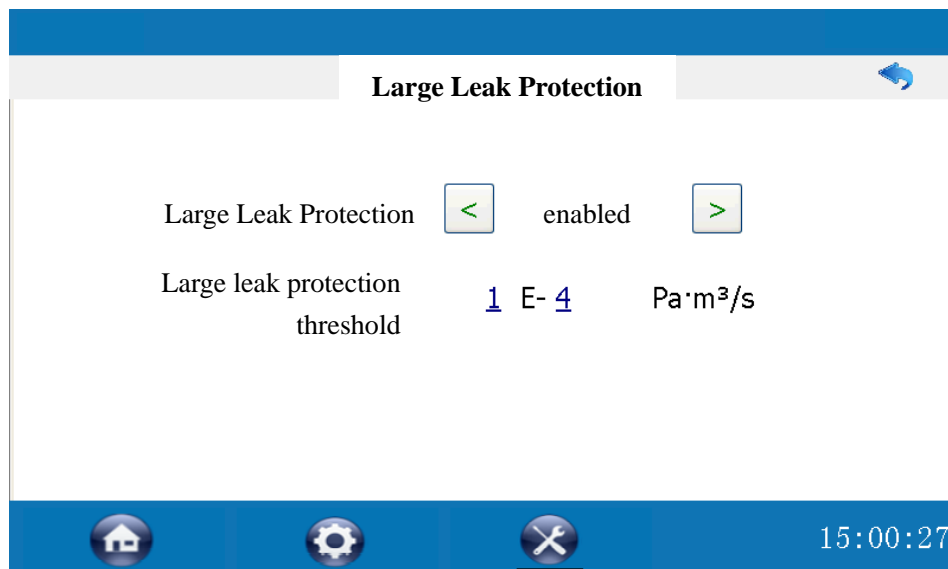 Large Leak Protection
Large Leak Protection < enabled >
Large leak protection
threshold
1 E- 4 Pa·m³/s
15:00:27